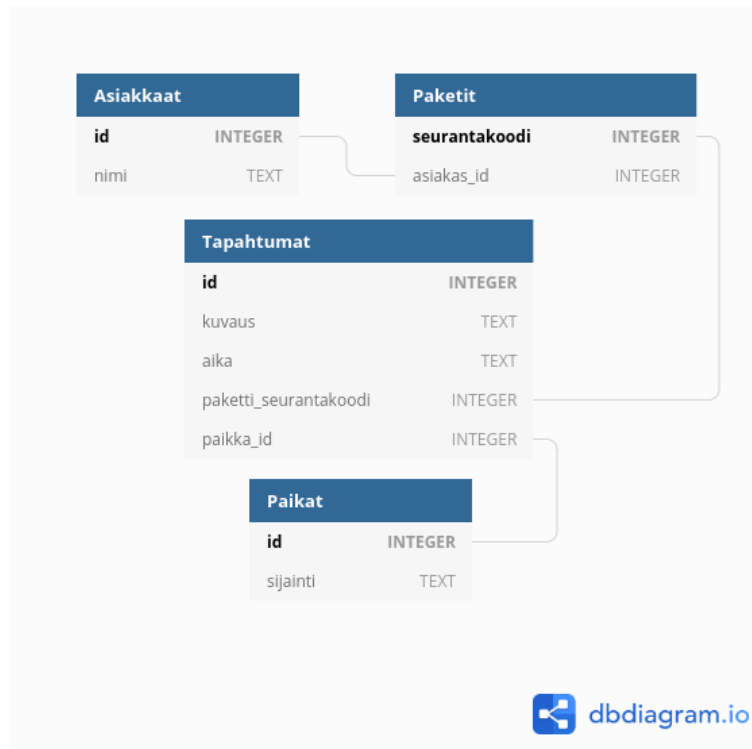 Asiakkaat
id INTEGER
nimi TEXT
Paketit
seurantakoodi INTEGER
asiakas_id INTEGER
Tapahtumat
id INTEGER
kuvaus TEXT
aika TEXT
paketti_seurantakoodi INTEGER
paikka_id INTEGER
Paikat
id INTEGER
sijainti TEXT
dbdiagram.io